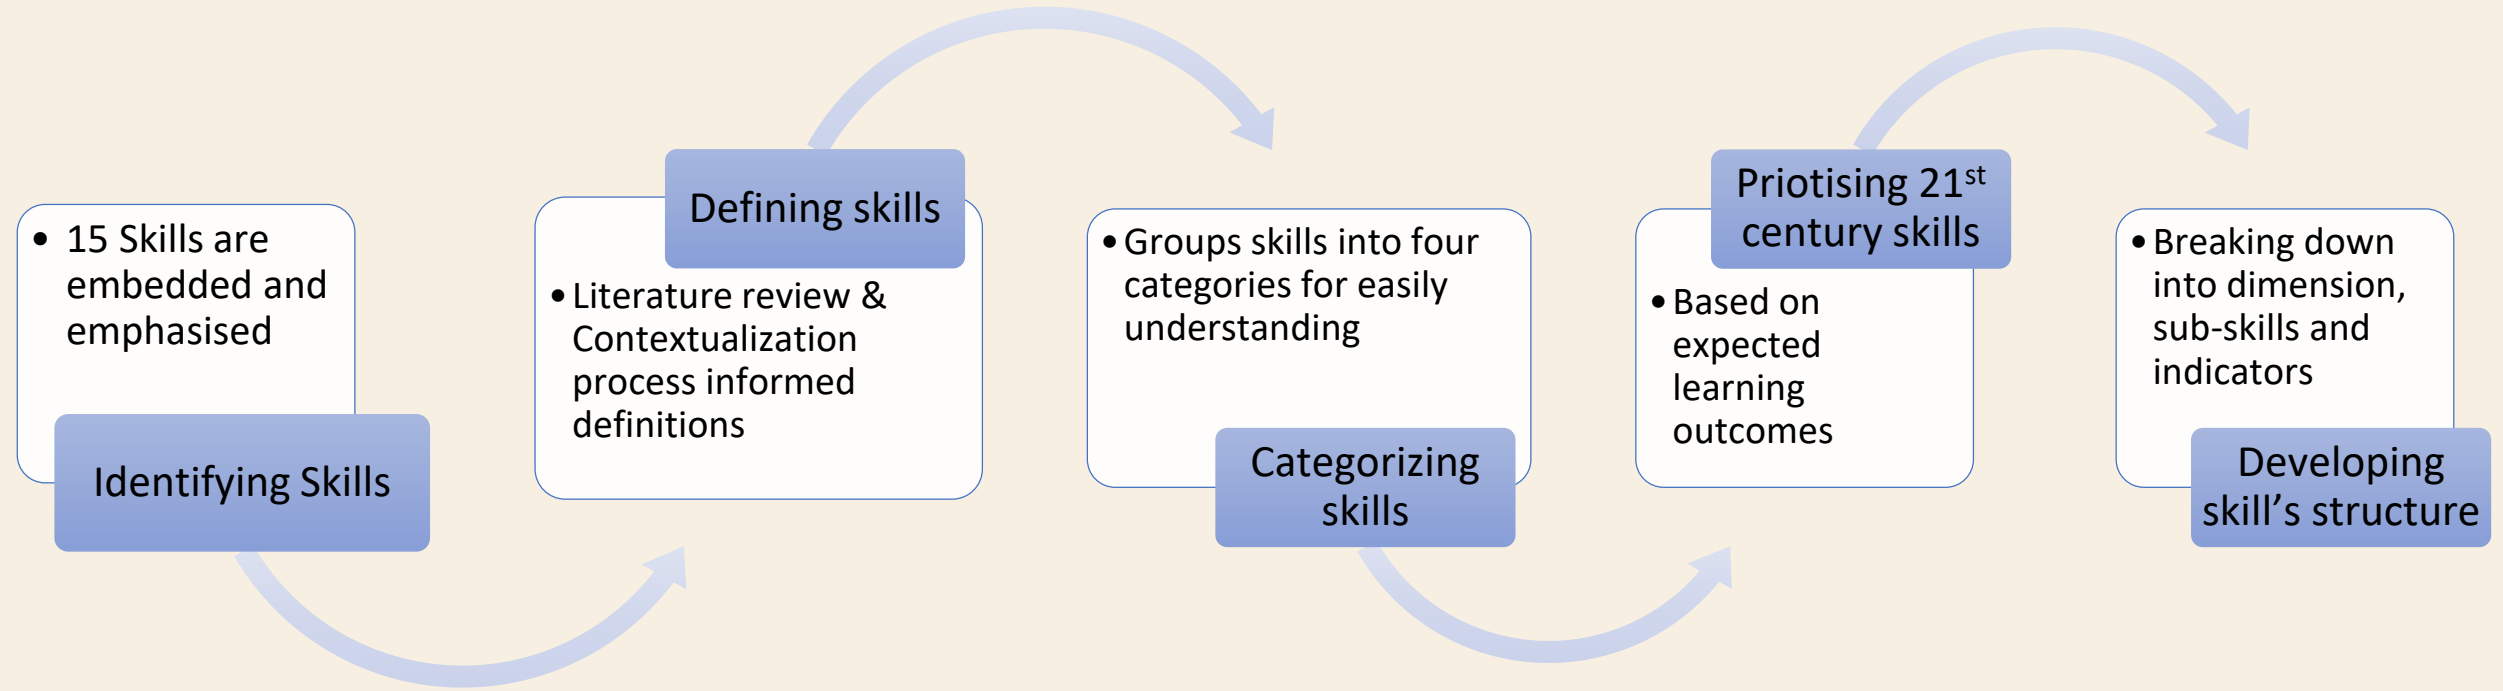 • 15 Skills are
embedded and
emphasised
Identifying Skills
Defining skills
• Literature review &
Contextualization
process informed
definitions
• Groups skills into four
categories for easily
understanding
Categorizing
skills
Priotising 21st
century skills
• Based on
expected
learning
outcomes
• Breaking down
into dimension,
sub-skills and
indicators
Developing
skill’s structure